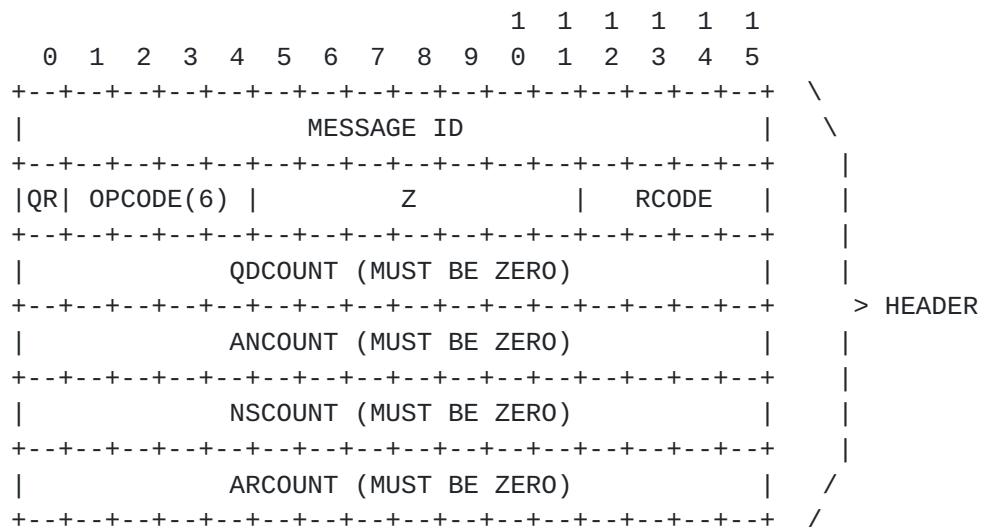 1  1  1  1  1  1
   0  1  2  3  4  5  6  7  8  9  0  1  2  3  4  5
 +--+--+--+--+--+--+--+--+--+--+--+--+--+--+--+--+  \
 |                   MESSAGE ID                  |   \
 +--+--+--+--+--+--+--+--+--+--+--+--+--+--+--+--+    |
 |QR| OPCODE(6) |         Z          |   RCODE   |    |
 +--+--+--+--+--+--+--+--+--+--+--+--+--+--+--+--+    |
 |              QDCOUNT (MUST BE ZERO)           |    |
 +--+--+--+--+--+--+--+--+--+--+--+--+--+--+--+--+     > HEADER
 |              ANCOUNT (MUST BE ZERO)           |    |
 +--+--+--+--+--+--+--+--+--+--+--+--+--+--+--+--+    |
 |              NSCOUNT (MUST BE ZERO)           |    |
 +--+--+--+--+--+--+--+--+--+--+--+--+--+--+--+--+    |
 |              ARCOUNT (MUST BE ZERO)           |   /
 +--+--+--+--+--+--+--+--+--+--+--+--+--+--+--+--+  /